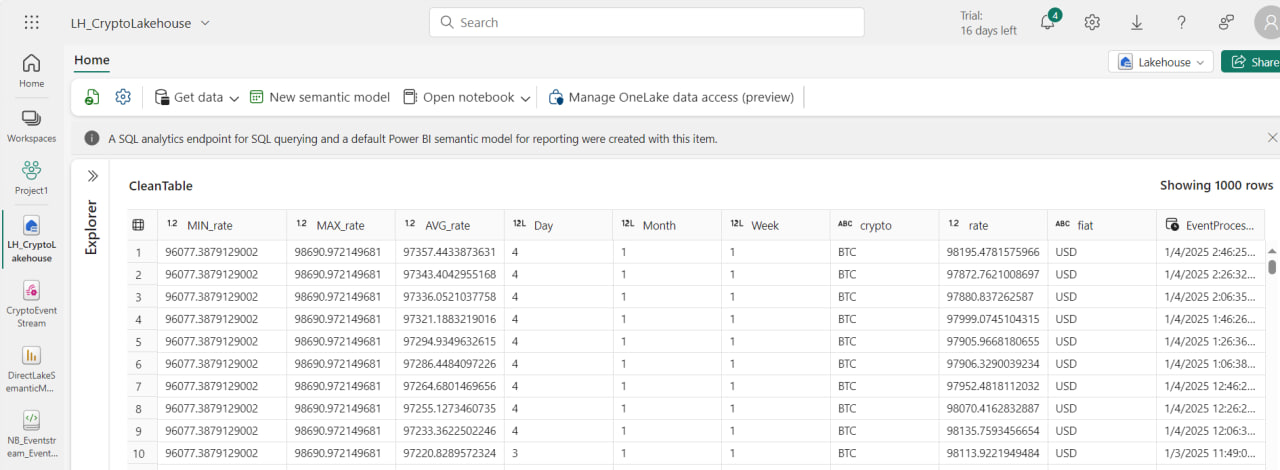 LH_CryptoLakehouse
Search
Trial:
16 days left
4
Home
Lakehouse
Share
Get data
New semantic model
Open notebook
Manage OneLake data access (preview)
A SQL analytics endpoint for SQL querying and a default Power BI semantic model for reporting were created with this item.
Home
Workspaces
Project1
LH_CryptoL
akehouse
CryptoEvent
Stream
DirectLakeS
emanticM...
NB_Eventstr
eam_Event...
Explorer
CleanTable
Showing 1000 rows
1.2 MIN_rate 1.2 MAX_rate 1.2 AVG_rate 12L Day 12L Month 12L Week ABC crypto 1.2 rate ABC fiat EventProces...
1 96077.3879129002 98690.972149681 97357.4433873631 4 1 1 BTC 98195.4781575966 USD 1/4/2025 2:46:25...
2 96077.3879129002 98690.972149681 97343.4042955168 4 1 1 BTC 97872.7621008697 USD 1/4/2025 2:26:32...
3 96077.3879129002 98690.972149681 97336.0521037758 4 1 1 BTC 97880.837262587 USD 1/4/2025 2:06:35...
4 96077.3879129002 98690.972149681 97321.1883219016 4 1 1 BTC 97999.0745104315 USD 1/4/2025 1:46:26...
5 96077.3879129002 98690.972149681 97294.9349632615 4 1 1 BTC 97905.9668180655 USD 1/4/2025 1:26:36...
6 96077.3879129002 98690.972149681 97286.4484097226 4 1 1 BTC 97906.3290039234 USD 1/4/2025 1:06:38...
7 96077.3879129002 98690.972149681 97264.6801469656 4 1 1 BTC 97952.4818112032 USD 1/4/2025 12:46:2...
8 96077.3879129002 98690.972149681 97255.1273460735 4 1 1 BTC 98070.4162832887 USD 1/4/2025 12:26:2...
9 96077.3879129002 98690.972149681 97233.3622502246 4 1 1 BTC 98135.7593456654 USD 1/4/2025 12:06:3...
10 96077.3879129002 98690.972149681 97220.8289572324 3 1 1 BTC 98113.9221949484 USD 1/3/2025 11:49:0...